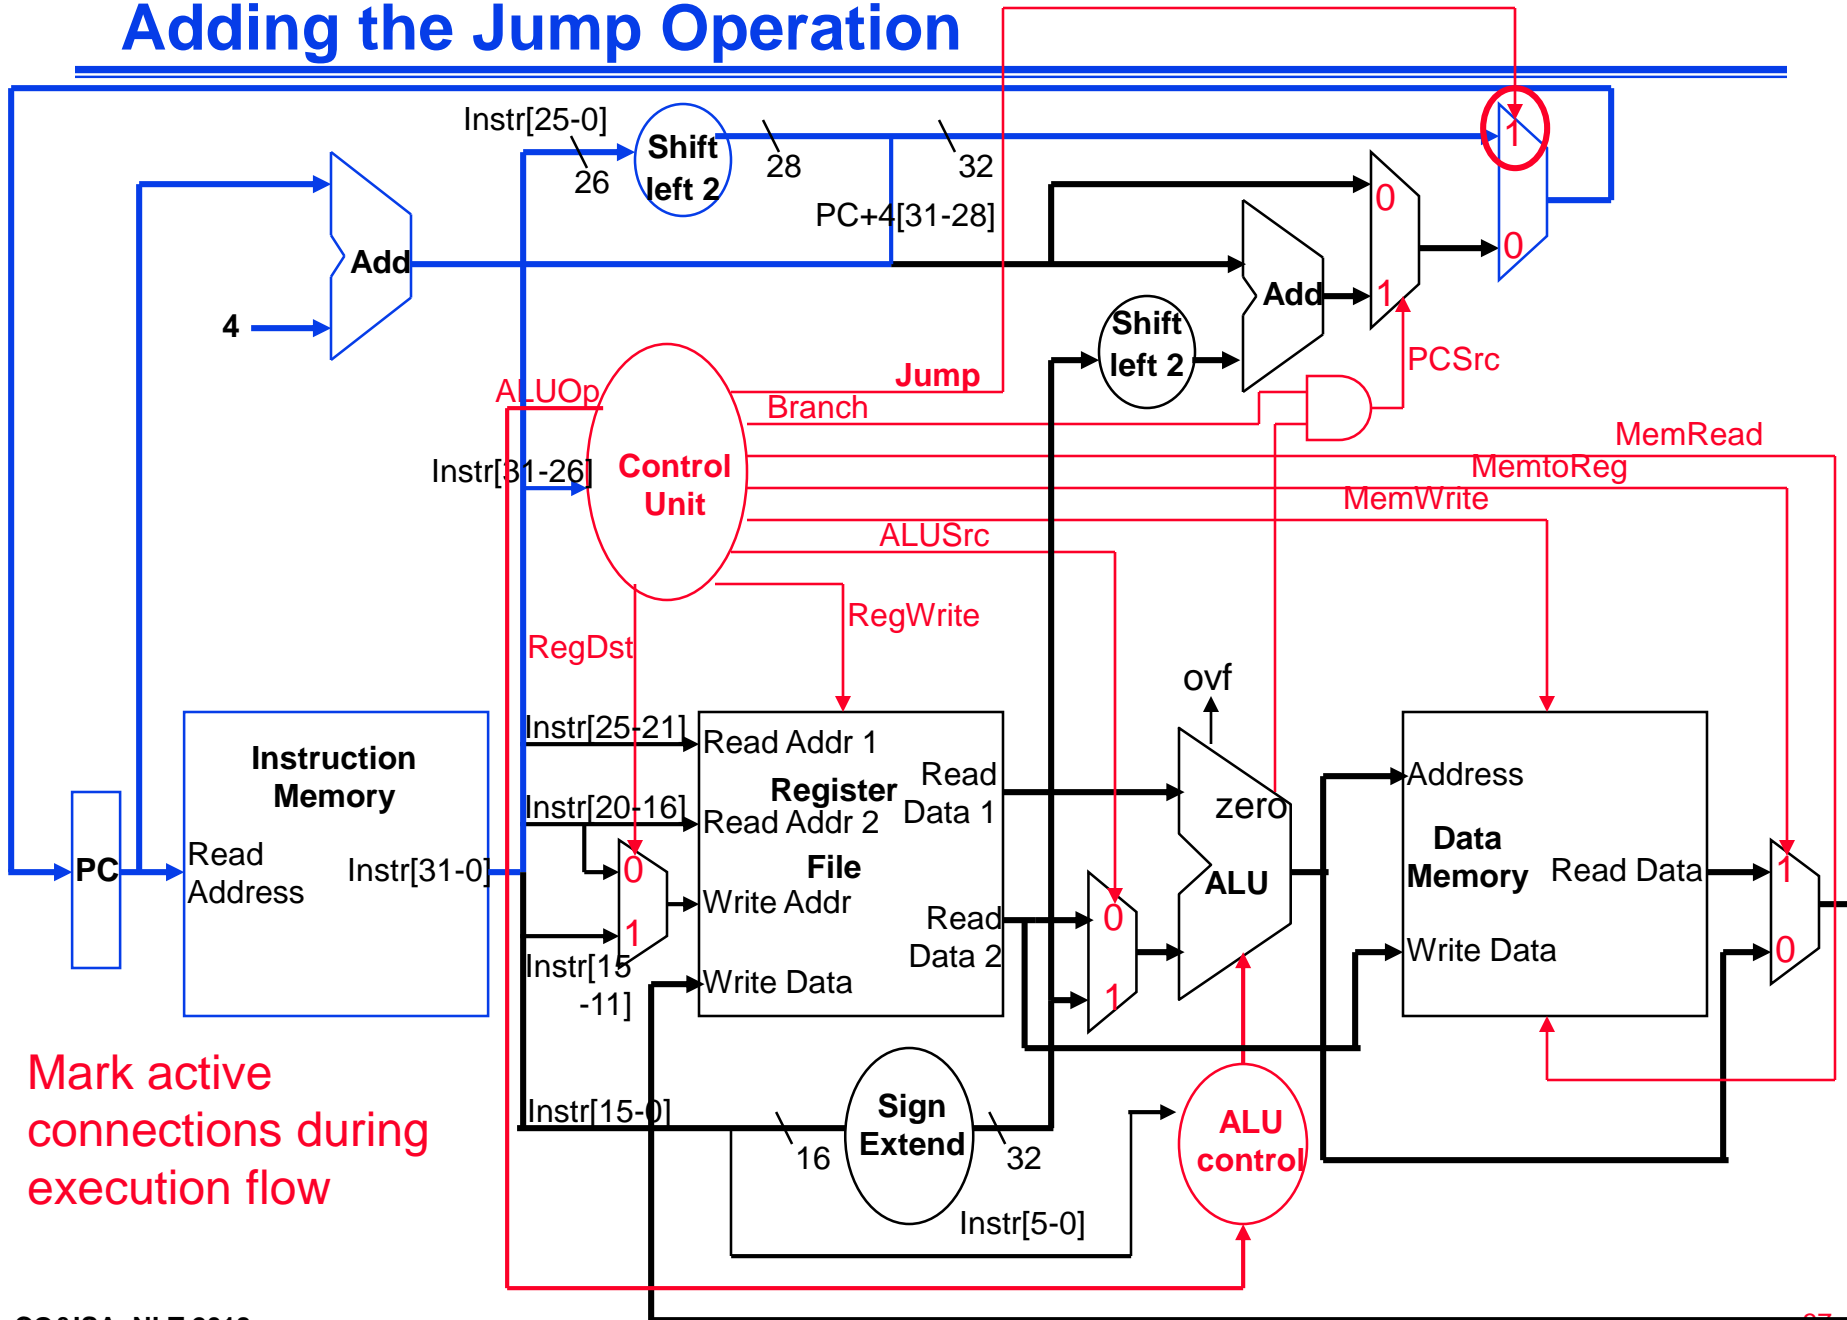 Adding the Jump Operation
Instr[25-0]
Shift
left 2
26
28
32
PC+4[31-28]
1
0
0
1
Add
4
Add
Shift
left 2
PCSrc
ALUOp
Jump
Branch
MemRead
MemtoReg
MemWrite
Instr[31-26]
Control
Unit
ALUSrc
RegWrite
RegDst
ovf
Instruction
Memory
PC
Read
Address
Instr[31-0]
Instr[25-21]
Instr[20-16]
0
1
Instr[15
-11]
Read Addr 1
Register
Read Addr 2
File
Write Addr
Write Data
Read
Data 1
Read
Data 2
0
1
zero
ALU
Address
Data
Memory
Read Data
Write Data
1
0
Mark active
connections during
execution flow
Instr[15-0]
16
Sign
Extend
32
ALU
control
Instr[5-0]